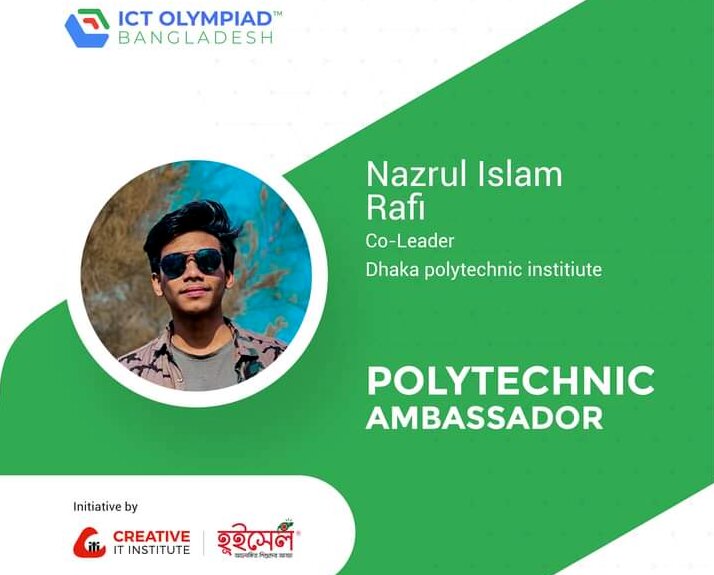 ICT OLYMPIAD™
BANGLADESH
Nazrul Islam
Rafi
Co-Leader
Dhaka polytechnic institiute
POLYTECHNIC
AMBASSADOR
Initiative by
iti
CREATIVE
IT INSTITUTE
হুইসেল®